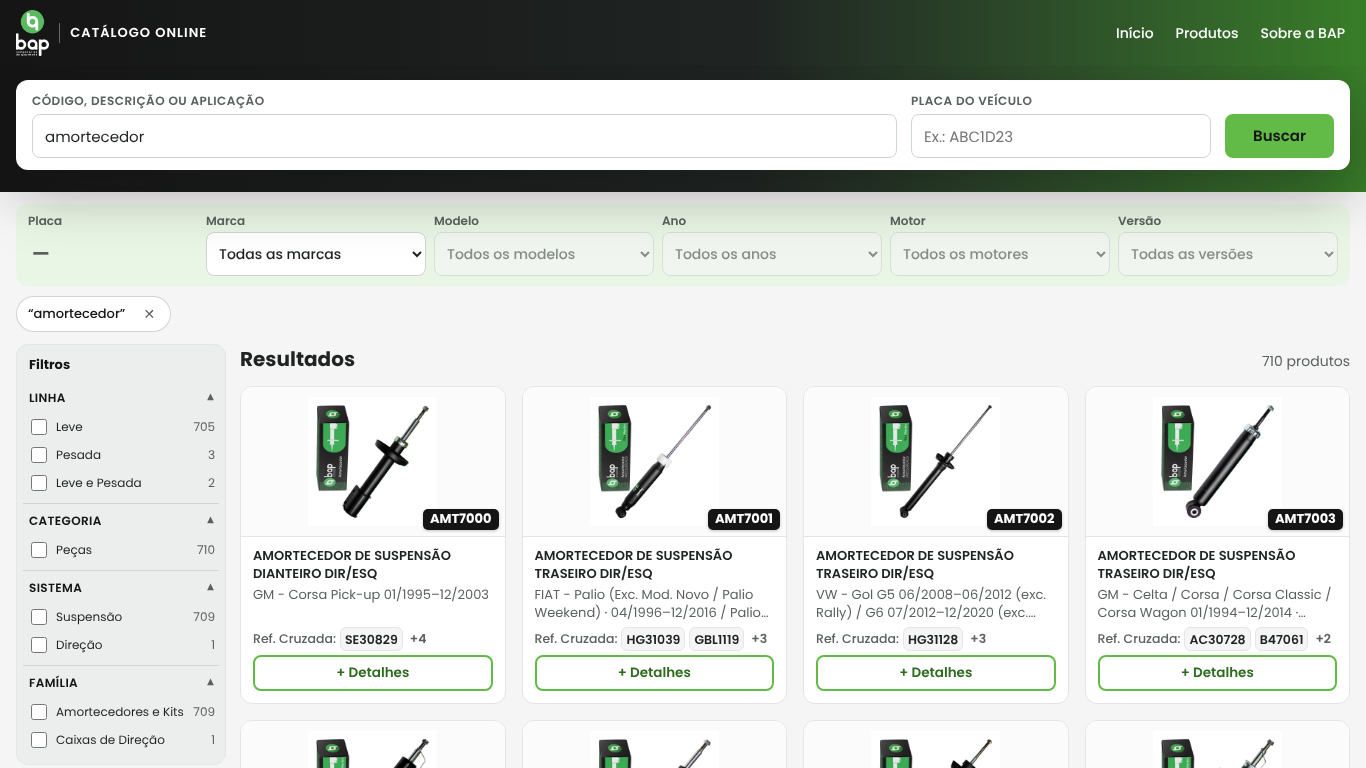 bap
CATÁLOGO ONLINE
Início
Produtos
Sobre a BAP
CÓDIGO, DESCRIÇÃO OU APLICAÇÃO
PLACA DO VEÍCULO
amortecedor
Ex.: ABC1D23
Buscar
Placa
Marca
Modelo
Ano
Motor
Versão
—
Todas as marcas
Todos os modelos
Todos os anos
Todos os motores
Todas as versões
“amortecedor” ×
Filtros
LINHA
Leve 705
Pesada 3
Leve e Pesada 2
CATEGORIA
Peças 710
SISTEMA
Suspensão 709
Direção 1
FAMÍLIA
Amortecedores e Kits 709
Caixas de Direção 1
Resultados
710 produtos
bap
AMT7000
AMORTECEDOR DE SUSPENSÃO
DIANTEIRO DIR/ESQ
GM - Corsa Pick-up 01/1995–12/2003
Ref. Cruzada: SE30829 +4
+ Detalhes
bap
AMT7001
AMORTECEDOR DE SUSPENSÃO
TRASEIRO DIR/ESQ
FIAT - Palio (Exc. Mod. Novo / Palio
Weekend) · 04/1996–12/2016 / Palio…
Ref. Cruzada: HG31039 GBL1119 +3
+ Detalhes
bap
AMT7002
AMORTECEDOR DE SUSPENSÃO
TRASEIRO DIR/ESQ
VW - Gol G5 06/2008–06/2012 (exc.
Rally) / G6 07/2012–12/2020 (exc.…
Ref. Cruzada: HG31128 +3
+ Detalhes
bap
AMT7003
AMORTECEDOR DE SUSPENSÃO
TRASEIRO DIR/ESQ
GM - Celta / Corsa / Corsa Classic /
Corsa Wagon 01/1994–12/2014 ·…
Ref. Cruzada: AC30728 B47061 +2
+ Detalhes